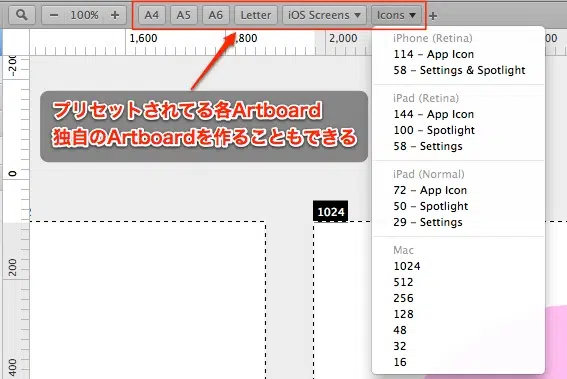 − 100% +
A4 A5 A6 Letter iOS Screens ▼ Icons ▼ +
1,600 1,800 2,000
-200
0
200
400
プリセットされてる各Artboard
独自のArtboardを作ることもできる
1024
iPhone (Retina)
114 – App Icon
58 – Settings & Spotlight
iPad (Retina)
144 – App Icon
100 – Spotlight
58 – Settings
iPad (Normal)
72 – App Icon
50 – Spotlight
29 – Settings
Mac
1024
512
256
128
48
32
16